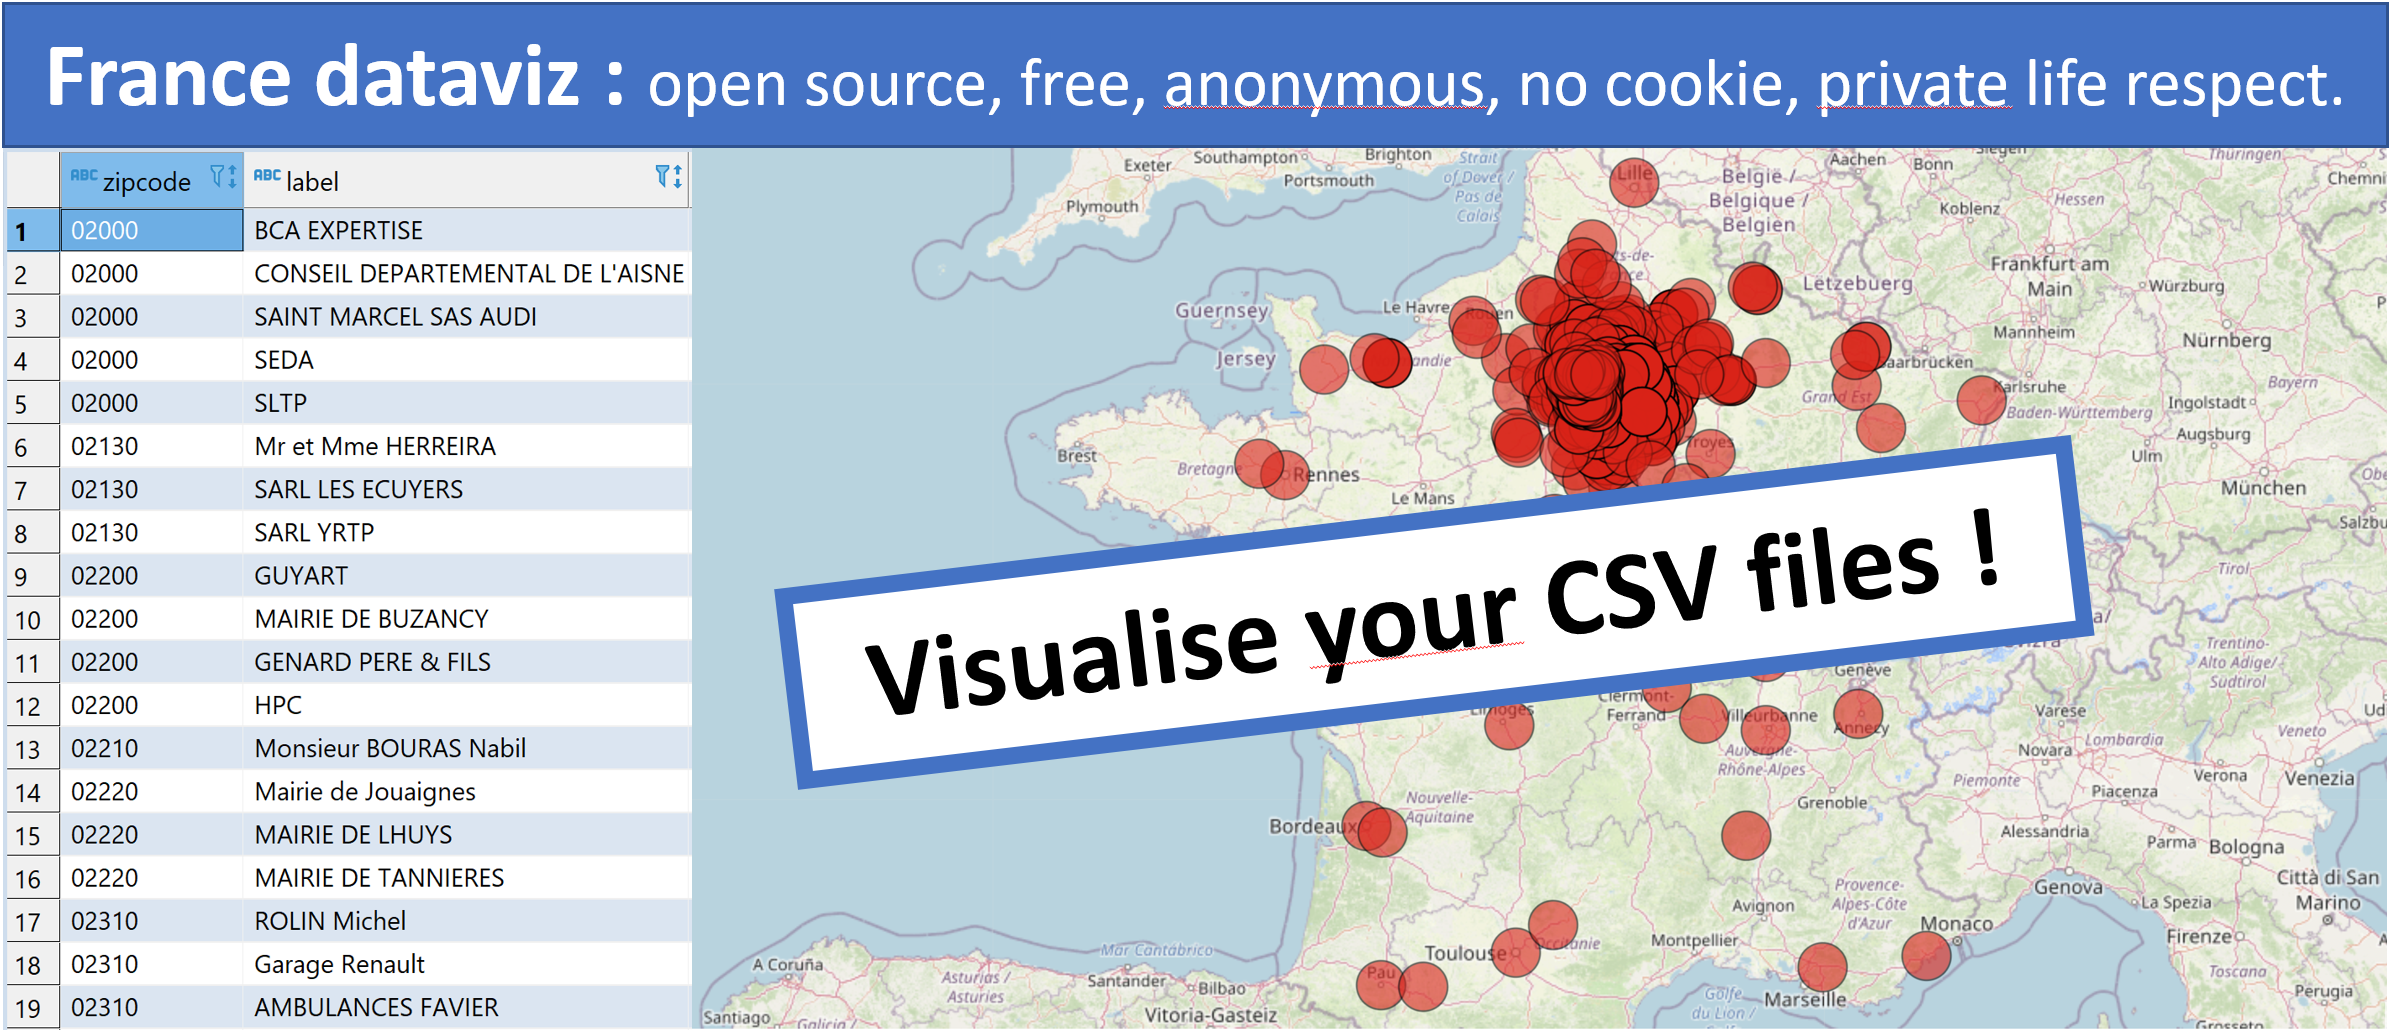 France dataviz : open source, free, anonymous, no cookie, private life respect.
ABC zipcode ABC label
1 02000 BCA EXPERTISE
2 02000 CONSEIL DEPARTEMENTAL DE L'AISNE
3 02000 SAINT MARCEL SAS AUDI
4 02000 SEDA
5 02000 SLTP
6 02130 Mr et Mme HERREIRA
7 02130 SARL LES ECUYERS
8 02130 SARL YRTP
9 02200 GUYART
10 02200 MAIRIE DE BUZANCY
11 02200 GENARD PERE & FILS
12 02200 HPC
13 02210 Monsieur BOURAS Nabil
14 02220 Mairie de Jouaignes
15 02220 MAIRIE DE LHUYS
16 02220 MAIRIE DE TANNIERES
17 02310 ROLIN Michel
18 02310 Garage Renault
19 02310 AMBULANCES FAVIER
Exeter
Southampton
Brighton
Portsmouth
Plymouth
Strait
of Dover /
Pas de
Calais
Lille
België /
Belgique /
Belgien
Aachen
Bonn
Siegen
Thüringen
Chemni
Hessen
Koblenz
Frankfurt am
Main
Würzburg
Lëtzebuerg
Mannheim
Nürnberg
Guernsey
Jersey
Le Havre
Rouen
Saarbrücken
Karlsruhe
Bayern
Grand Est
Baden-Württemberg
Ingolstadt
Augsburg
Ulm
München
Salzbu
Brest
Bretagne
Rennes
Le Mans
Troyes
Visualise your CSV files !
Tirol
Trentino-
Alto Adige/
Südtirol
Genève
Limoges
Clermont-
Ferrand
Villeurbanne
Annecy
Auvergne-
Rhône-Alpes
Varese
Lombardia
Novara
Veneto
Verona
Venezia
Piemonte
Piacenza
Grenoble
Nouvelle-
Aquitaine
Bordeaux
Alessandria
Parma
Bologna
Genova
Città di San
Marino
Provence-
Alpes-Côte
d'Azur
Avignon
La Spezia
Monaco
Firenze
Toulouse
Occitanie
Montpellier
Mar Cantábrico
A Coruña
Asturias /
Asturies
Santander
Bilbao
Pau
Golfe
du Lion /
Marseille
Toscana
Perugia
Santiago
Galicia /
Vitoria-Gasteiz
Grosseto